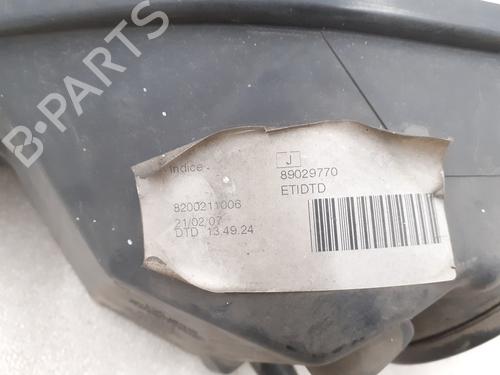 B-PARTS
Indice
J
89029770
ETIDTD
8200211006
21/02/07
DTD 13.49.24